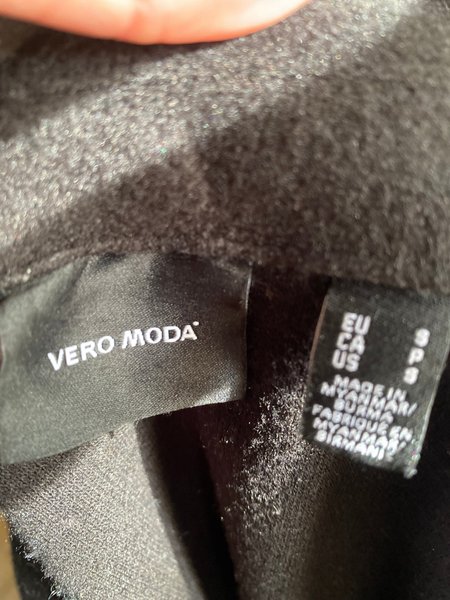 VERO MODA
EU S
CA P
US S
MADE IN
MYANMAR/
BURMA
FABRIQUÉ EN
MYANMAR
BIRMANIE